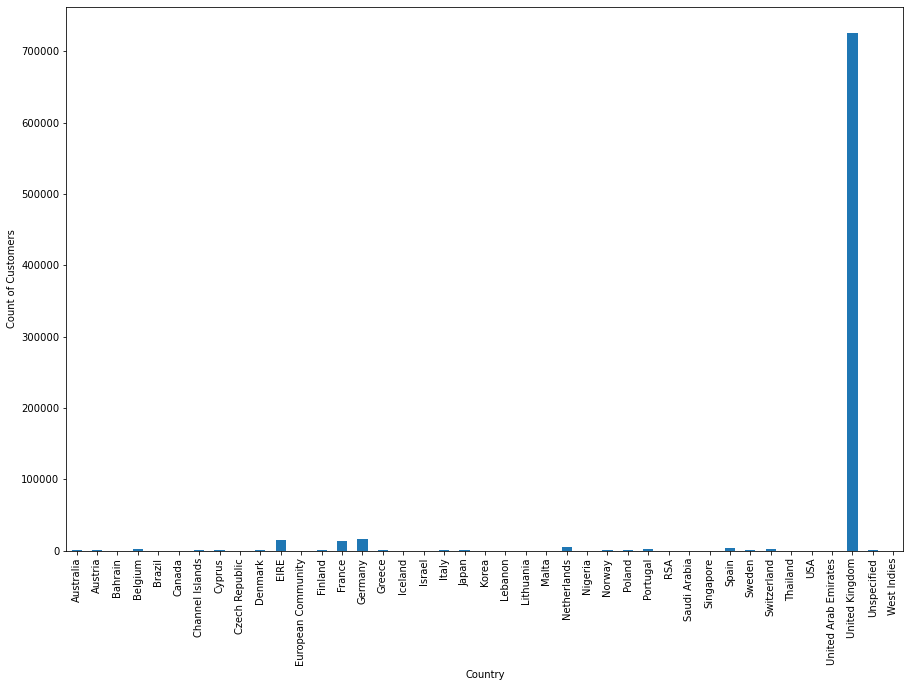 700000
600000
500000
400000
300000
200000
100000
0
Count of Customers
Australia
Austria
Bahrain
Belgium
Brazil
Canada
Channel Islands
Cyprus
Czech Republic
Denmark
EIRE
European Community
Finland
France
Germany
Greece
Iceland
Israel
Italy
Japan
Korea
Lebanon
Lithuania
Malta
Netherlands
Nigeria
Norway
Poland
Portugal
RSA
Saudi Arabia
Singapore
Spain
Sweden
Switzerland
Thailand
USA
United Arab Emirates
United Kingdom
Unspecified
West Indies
Country